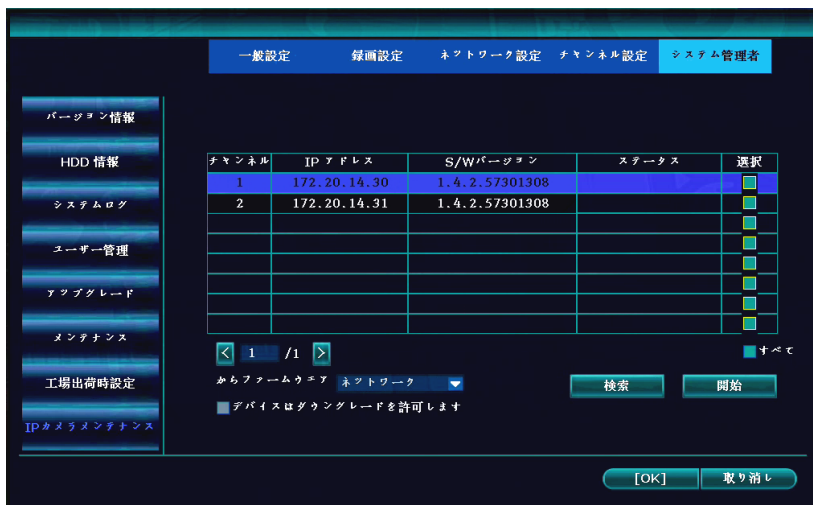 一般設定 録画設定 ネットワーク設定 チャンネル設定 システム管理者
バージョン情報
HDD 情報
システムログ
ユーザー管理
アップグレード
メンテナンス
工場出荷時設定
IPカメラメンテナンス
チャンネル IP アドレス S/Wバージョン ステータス 選択
1 172.20.14.30 1.4.2.57301308
2 172.20.14.31 1.4.2.57301308
< 1 /1 > すべて
からファームウエア ネットワーク 検索 開始
デバイスはダウングレードを許可します
[OK] 取り消し